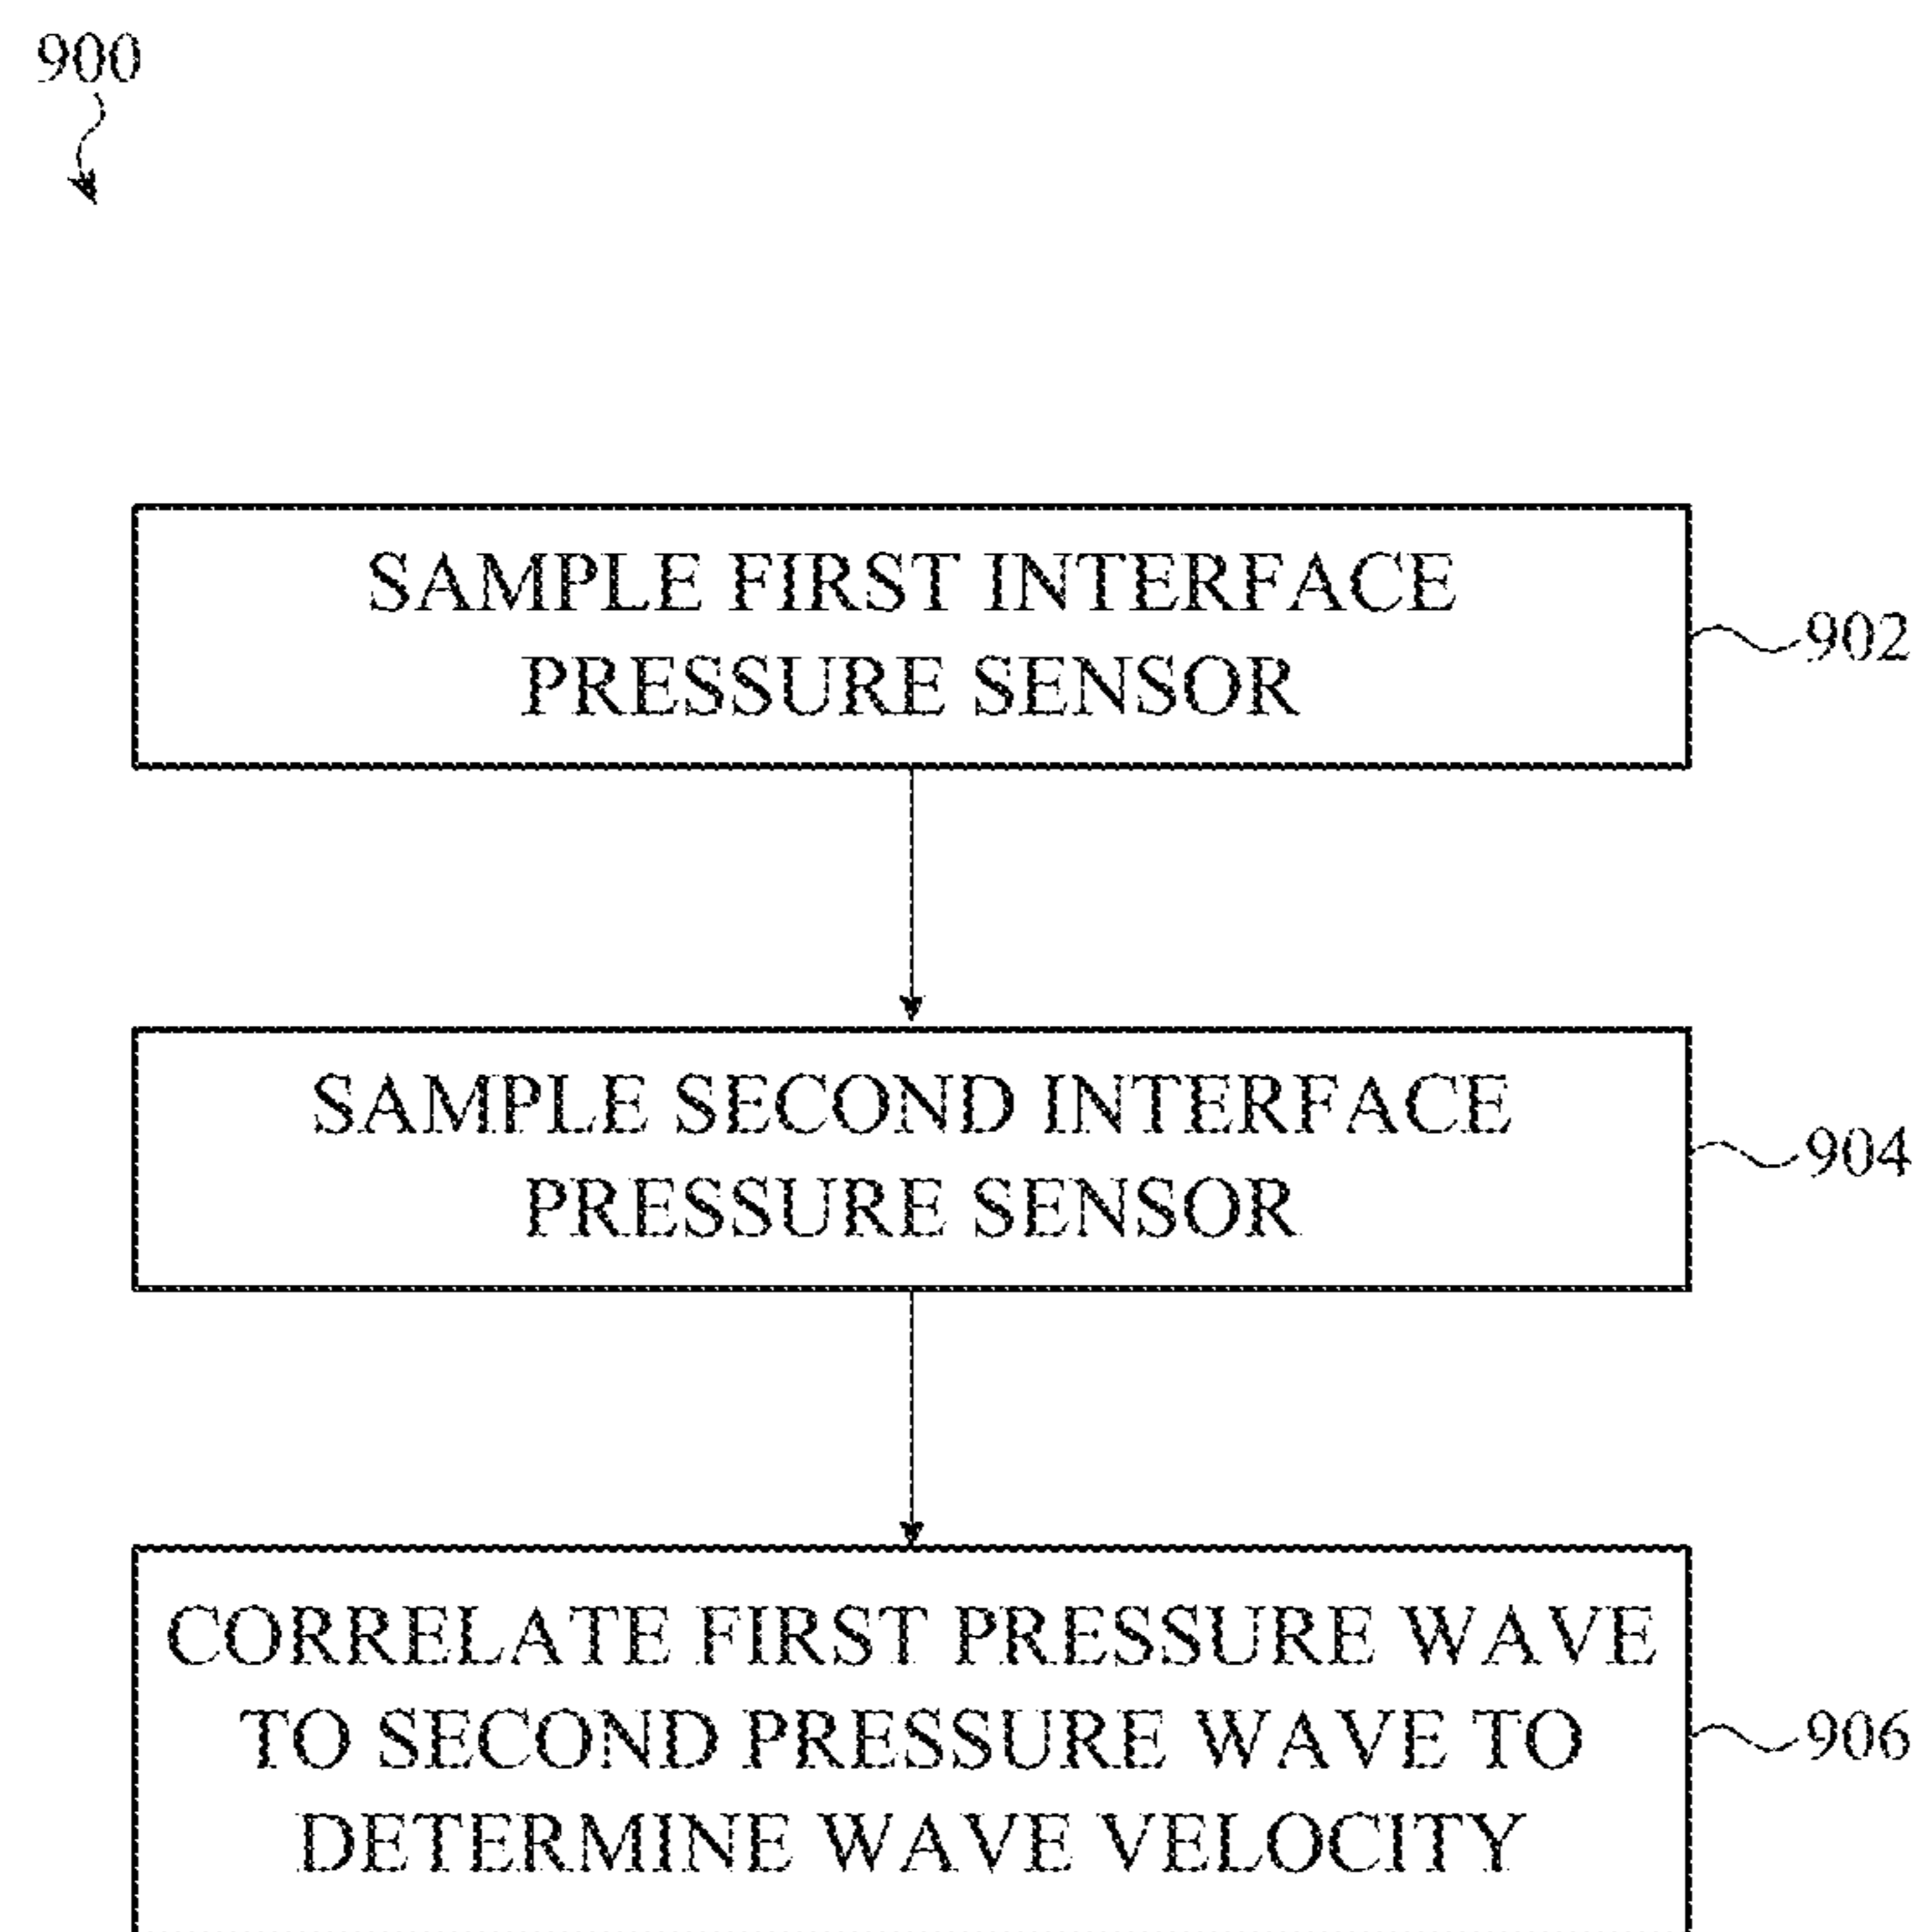 900
SAMPLE FIRST INTERFACE
PRESSURE SENSOR
902
SAMPLE SECOND INTERFACE
PRESSURE SENSOR
904
CORRELATE FIRST PRESSURE WAVE
TO SECOND PRESSURE WAVE TO
DETERMINE WAVE VELOCITY
906